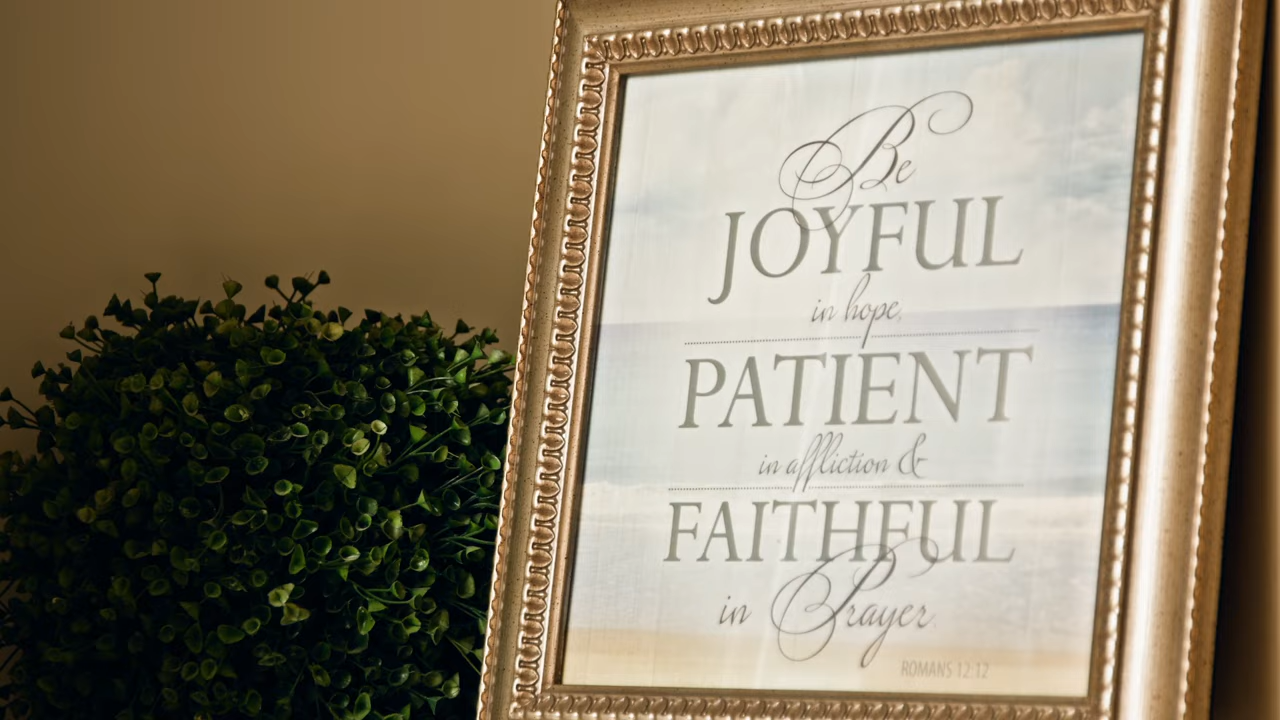 Be
JOYFUL
in hope,
PATIENT
in affliction &
FAITHFUL
in Prayer.
ROMANS 12:12